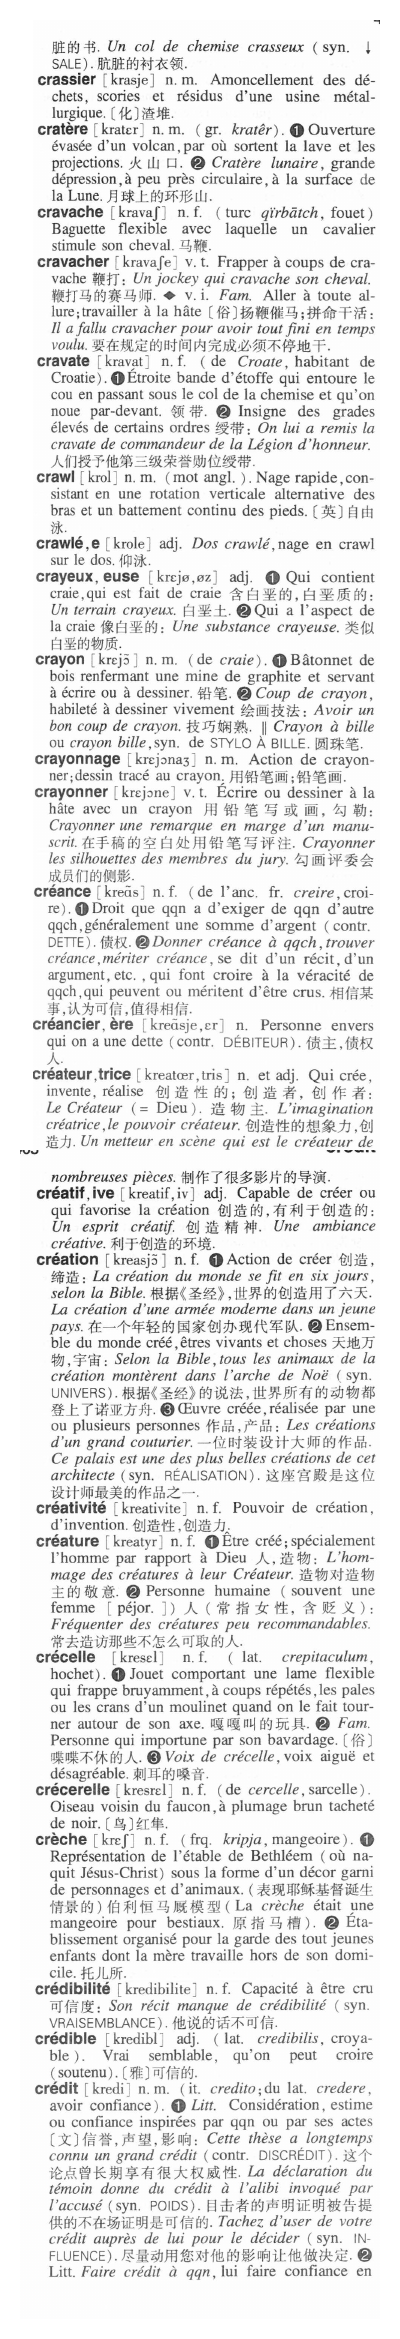 脏的书. Un col de chemise crasseux (syn. ↓
SALE). 肮脏的衬衣领.
crassier [krasje] n. m. Amoncellement des dé-
chets, scories et résidus d'une usine métal-
lurgique. 〔化〕渣堆.
cratère [kratɛr] n. m. (gr. kratêr). ❶ Ouverture
évasée d'un volcan, par où sortent la lave et les
projections. 火山口. ❷ Cratère lunaire, grande
dépression, à peu près circulaire, à la surface de
la Lune. 月球上的环形山.
cravache [kravaʃ] n. f. (turc qïrbātch, fouet)
Baguette flexible avec laquelle un cavalier
stimule son cheval. 马鞭.
cravacher [kravaʃe] v. t. Frapper à coups de cra-
vache 鞭打: Un jockey qui cravache son cheval.
鞭打马的赛马师. ◆ v. i. Fam. Aller à toute al-
lure; travailler à la hâte 〔俗〕扬鞭催马; 拼命干活:
Il a fallu cravacher pour avoir tout fini en temps
voulu. 要在规定的时间内完成必须不停地干.
cravate [kravat] n. f. (de Croate, habitant de
Croatie). ❶ Étroite bande d'étoffe qui entoure le
cou en passant sous le col de la chemise et qu'on
noue par-devant. 领带. ❷ Insigne des grades
élevés de certains ordres 绶带: On lui a remis la
cravate de commandeur de la Légion d'honneur.
人们授予他第三级荣誉勋位绶带.
crawl [krol] n. m. (mot angl.). Nage rapide, con-
sistant en une rotation verticale alternative des
bras et un battement continu des pieds. 〔英〕自由
泳.
crawlé, e [krole] adj. Dos crawlé, nage en crawl
sur le dos. 仰泳.
crayeux, euse [krɛjø, øz] adj. ❶ Qui contient
craie, qui est fait de craie 含白垩的, 白垩质的:
Un terrain crayeux. 白垩土. ❷ Qui a l'aspect de
la craie 像白垩的: Une substance crayeuse. 类似
白垩的物质.
crayon [krɛjɔ̃] n. m. (de craie). ❶ Bâtonnet de
bois renfermant une mine de graphite et servant
à écrire ou à dessiner. 铅笔. ❷ Coup de crayon,
habileté à dessiner vivement 绘画技法: Avoir un
bon coup de crayon. 技巧娴熟. ‖ Crayon à bille
ou crayon bille, syn. de STYLO À BILLE. 圆珠笔.
crayonnage [krɛjɔnaʒ] n. m. Action de crayon-
ner; dessin tracé au crayon. 用铅笔画; 铅笔画.
crayonner [krɛjɔne] v. t. Écrire ou dessiner à la
hâte avec un crayon 用铅笔写或画, 勾勒:
Crayonner une remarque en marge d'un manu-
scrit. 在手稿的空白处用铅笔写评注. Crayonner
les silhouettes des membres du jury. 勾画评委会
成员们的侧影.
créance [kreɑ̃s] n. f. (de l'anc. fr. creire, croi-
re). ❶ Droit que qqn a d'exiger de qqn d'autre
qqch, généralement une somme d'argent (contr.
DETTE). 债权. ❷ Donner créance à qqch, trouver
créance, mériter créance, se dit d'un récit, d'un
argument, etc., qui font croire à la véracité de
qqch, qui peuvent ou méritent d'être crus. 相信某
事, 认为可信, 值得相信.
créancier, ère [kreɑ̃sje, ɛr] n. Personne envers
qui on a une dette (contr. DÉBITEUR). 债主, 债权
人.
créateur, trice [kreatœr, tris] n. et adj. Qui crée,
invente, réalise 创造性的; 创造者, 创作者:
Le Créateur (= Dieu). 造物主. L'imagination
créatrice, le pouvoir créateur. 创造性的想象力, 创
造力. Un metteur en scène qui est le créateur de
nombreuses pièces. 制作了很多影片的导演.
créatif, ive [kreatif, iv] adj. Capable de créer ou
qui favorise la création 创造的, 有利于创造的:
Un esprit créatif. 创造精神. Une ambiance
créative. 利于创造的环境.
création [kreasjɔ̃] n. f. ❶ Action de créer 创造,
缔造: La création du monde se fit en six jours,
selon la Bible. 根据《圣经》, 世界的创造用了六天.
La création d'une armée moderne dans un jeune
pays. 在一个年轻的国家创办现代军队. ❷ Ensem-
ble du monde créé, êtres vivants et choses 天地万
物, 宇宙: Selon la Bible, tous les animaux de la
création montèrent dans l'arche de Noë (syn.
UNIVERS). 根据《圣经》的说法, 世界所有的动物都
登上了诺亚方舟. ❸ Œuvre créée, réalisée par une
ou plusieurs personnes 作品, 产品: Les créations
d'un grand couturier. 一位时装设计大师的作品.
Ce palais est une des plus belles créations de cet
architecte (syn. RÉALISATION). 这座宫殿是这位
设计师最美的作品之一.
créativité [kreativite] n. f. Pouvoir de création,
d'invention. 创造性, 创造力.
créature [kreatyr] n. f. ❶ Être créé; spécialement
l'homme par rapport à Dieu 人, 造物: L'hom-
mage des créatures à leur Créateur. 造物对造物
主的敬意. ❷ Personne humaine (souvent une
femme [péjor.]) 人 (常指女性, 含贬义):
Fréquenter des créatures peu recommandables.
常去造访那些不怎么可取的人.
crécelle [kresɛl] n. f. (lat. crepitaculum,
hochet). ❶ Jouet comportant une lame flexible
qui frappe bruyamment, à coups répétés, les pales
ou les crans d'un moulinet quand on le fait tour-
ner autour de son axe. 嘎嘎叫的玩具. ❷ Fam.
Personne qui importune par son bavardage. 〔俗〕
喋喋不休的人. ❸ Voix de crécelle, voix aiguë et
désagréable. 刺耳的嗓音.
crécerelle [kresrɛl] n. f. (de cercelle, sarcelle).
Oiseau voisin du faucon, à plumage brun tacheté
de noir. 〔鸟〕红隼.
crèche [krɛʃ] n. f. (frq. kripja, mangeoire). ❶
Représentation de l'étable de Bethléem (où na-
quit Jésus-Christ) sous la forme d'un décor garni
de personnages et d'animaux. (表现耶稣基督诞生
情景的) 伯利恒马厩模型 (La crèche était une
mangeoire pour bestiaux. 原指马槽). ❷ Éta-
blissement organisé pour la garde des tout jeunes
enfants dont la mère travaille hors de son domi-
cile. 托儿所.
crédibilité [kredibilite] n. f. Capacité à être cru
可信度: Son récit manque de crédibilité (syn.
VRAISEMBLANCE). 他说的话不可信.
crédible [kredibl] adj. (lat. credibilis, croya-
ble). Vrai semblable, qu'on peut croire
(soutenu). 〔雅〕可信的.
crédit [kredi] n. m. (it. credito; du lat. credere,
avoir confiance). ❶ Litt. Considération, estime
ou confiance inspirées par qqn ou par ses actes
〔文〕信誉, 声望, 影响: Cette thèse a longtemps
connu un grand crédit (contr. DISCRÉDIT). 这个
论点曾长期享有很大权威性. La déclaration du
témoin donne du crédit à l'alibi invoqué par
l'accusé (syn. POIDS). 目击者的声明证明被告提
供的不在场证明是可信的. Tachez d'user de votre
crédit auprès de lui pour le décider (syn. IN-
FLUENCE). 尽量动用您对他的影响让他做决定. ❷
Litt. Faire crédit à qqn, lui faire confiance en